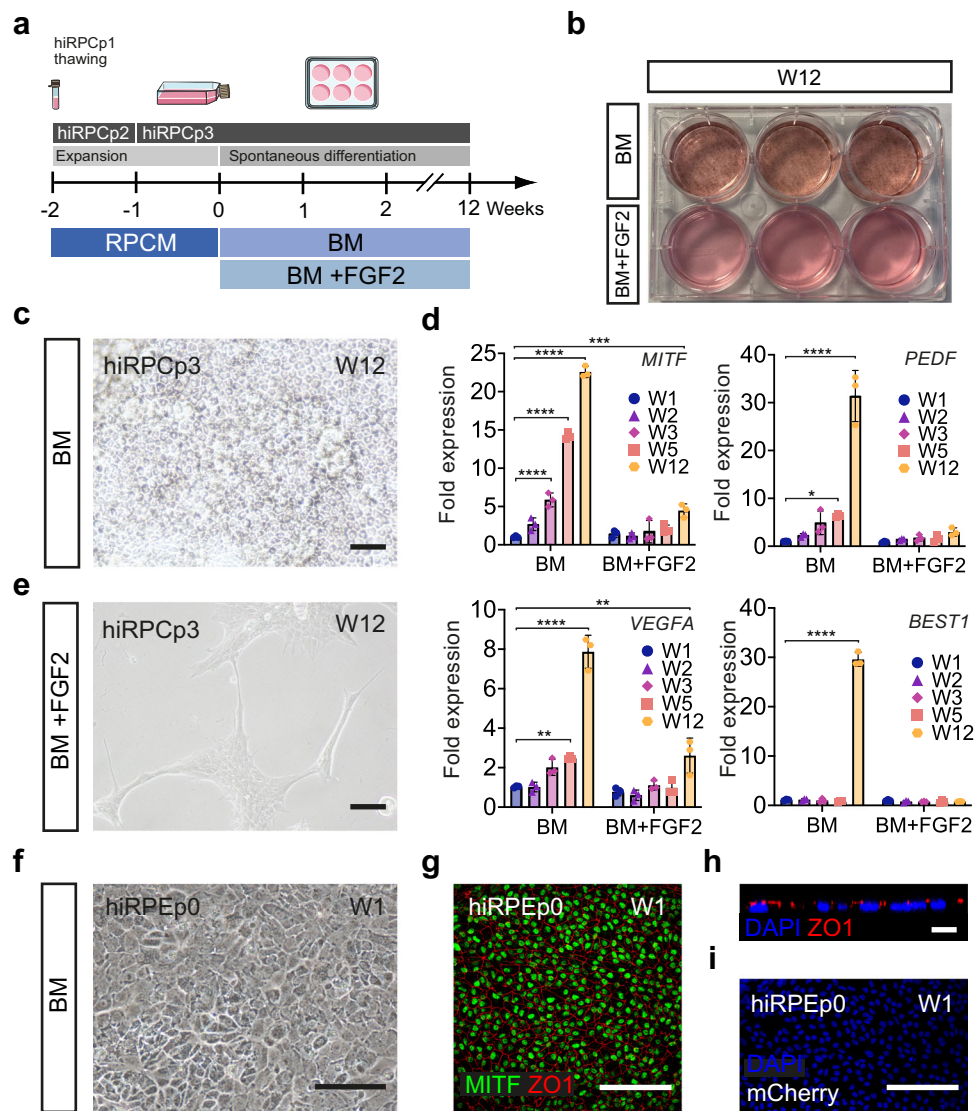 a
hiRPCp1
thawing
hiRPCp2
hiRPCp3
Expansion
Spontaneous differentiation
-2
-1
0
1
2
12
Weeks
RPCM
BM
BM +FGF2
b
W12
BM
BM+FGF2
c
BM
hiRPCp3
W12
d
Fold expression
25
20
15
10
5
0
***
****
****
****
MITF
W1
W2
W3
W5
W12
BM
BM+FGF2
Fold expression
40
30
20
10
0
****
*
PEDF
W1
W2
W3
W5
W12
BM
BM+FGF2
e
BM +FGF2
hiRPCp3
W12
Fold expression
10
8
6
4
2
0
**
****
**
VEGFA
W1
W2
W3
W5
W12
BM
BM+FGF2
Fold expression
40
30
20
10
0
****
BEST1
W1
W2
W3
W5
W12
BM
BM+FGF2
f
BM
hiRPEp0
W1
g
hiRPEp0
W1
MITF ZO1
h
DAPI ZO1
i
hiRPEp0
W1
DAPI
mCherry